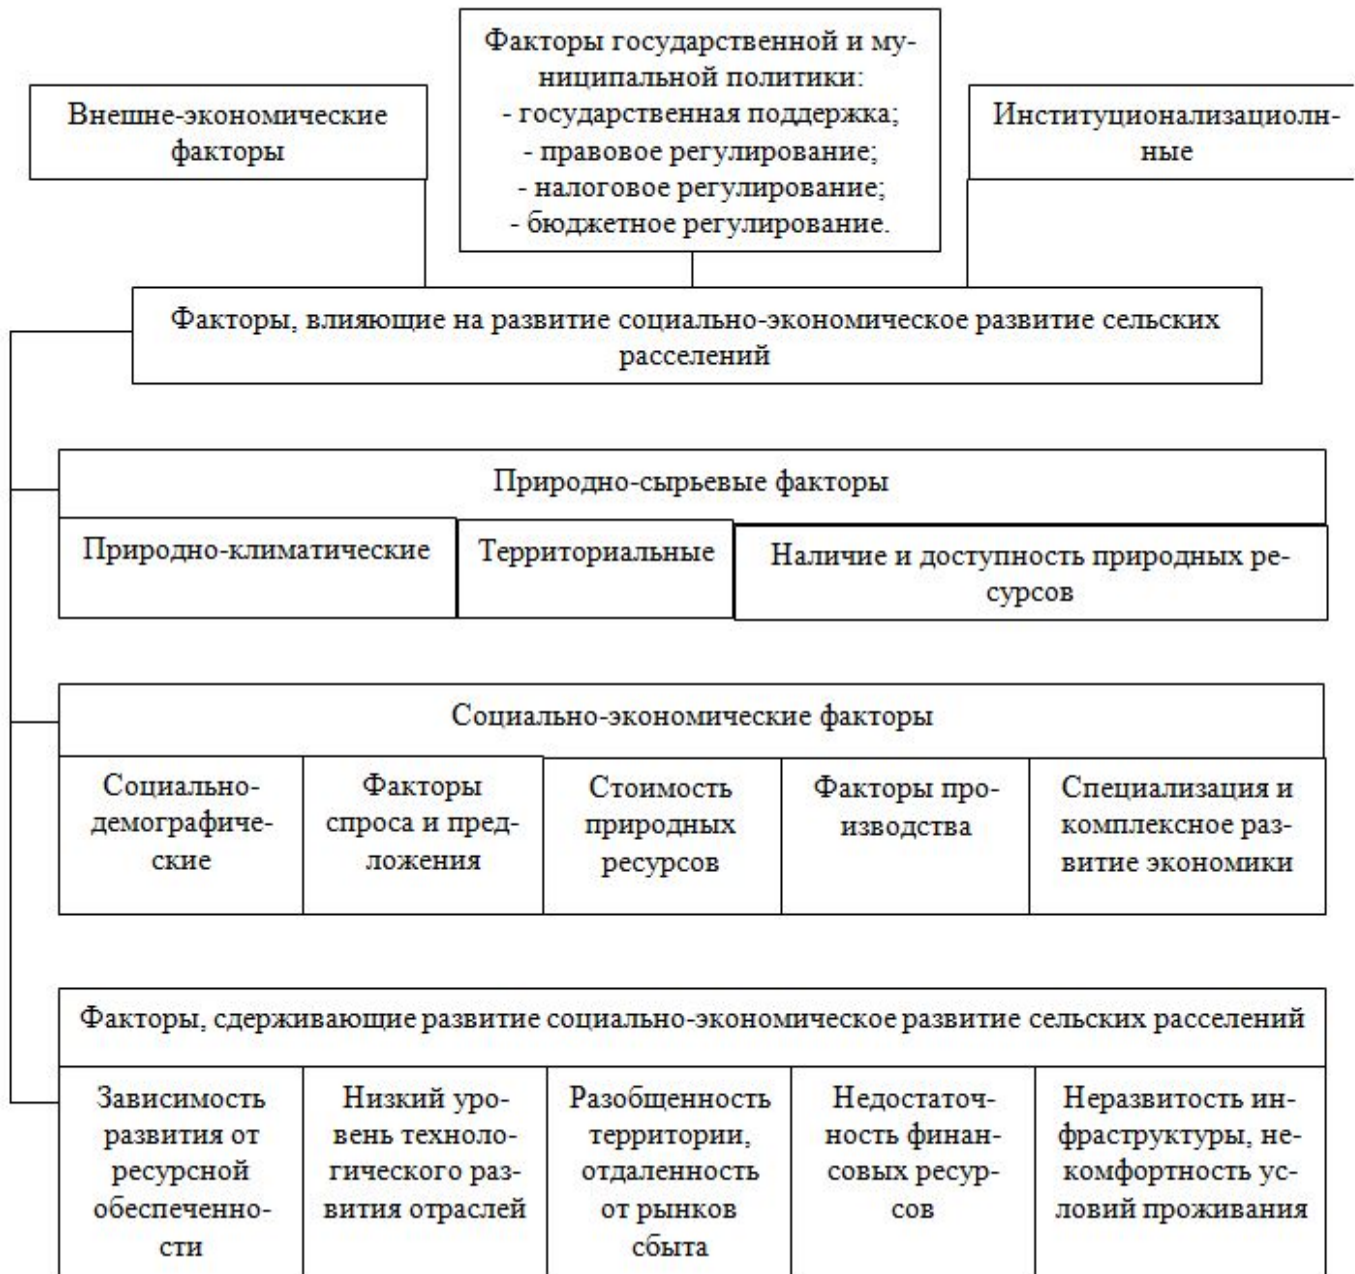 Факторы государственной и му-
ниципальной политики:
- государственная поддержка;
- правовое регулирование;
- налоговое регулирование;
- бюджетное регулирование.
Внешне-экономические
факторы
Институционализациолн-
ные
Факторы, влияющие на развитие социально-экономическое развитие сельских
расселений
Природно-сырьевые факторы
Природно-климатические
Территориальные
Наличие и доступность природных ре-
сурсов
Социально-экономические факторы
Социально-
демографиче-
ские
Факторы
спроса и пред-
ложения
Стоимость
природных
ресурсов
Факторы про-
изводства
Специализация и
комплексное раз-
витие экономики
Факторы, сдерживающие развитие социально-экономическое развитие сельских расселений
Зависимость
развития от
ресурсной
обеспеченно-
сти
Низкий уро-
вень техноло-
гического раз-
вития отраслей
Разобщенность
территории,
отдаленность
от рынков
сбыта
Недостаточ-
ность финан-
совых ресур-
сов
Неразвитость ин-
фраструктуры, не-
комфортность ус-
ловий проживания